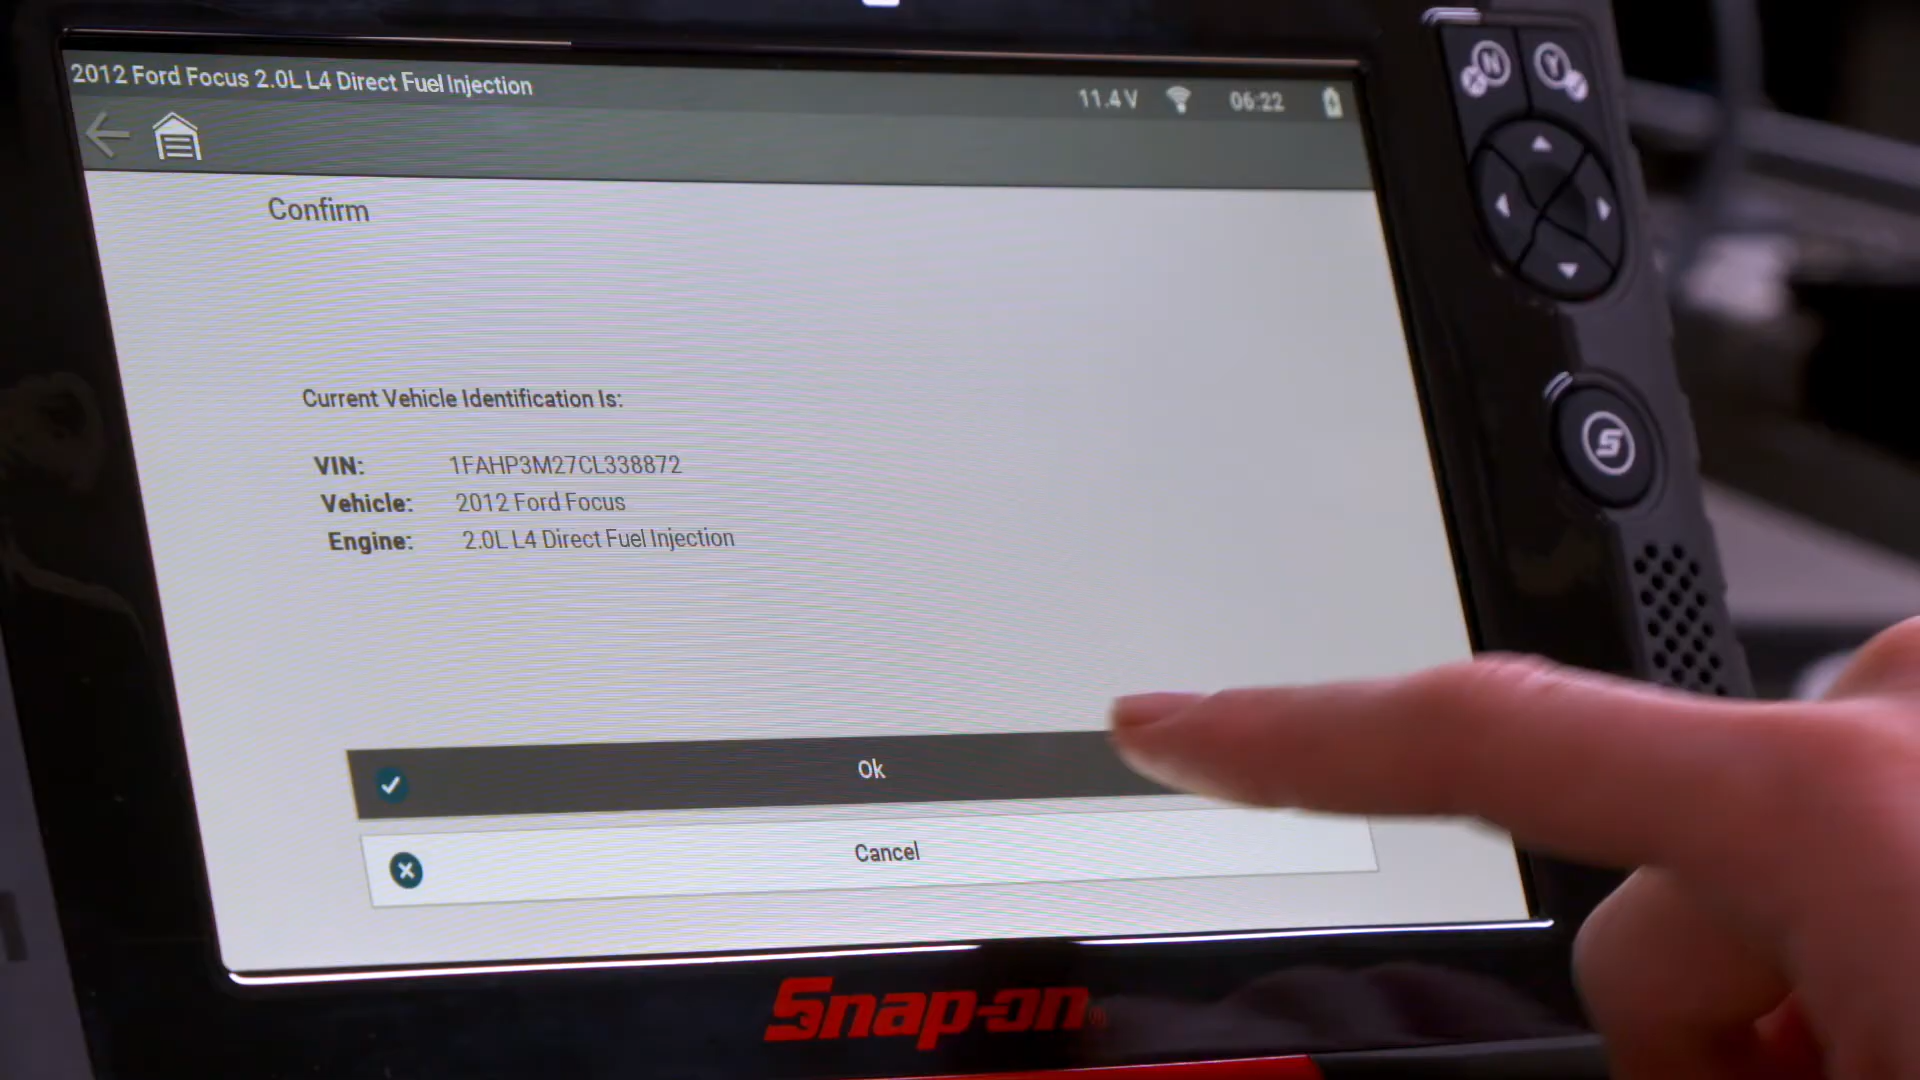 2012 Ford Focus 2.0L L4 Direct Fuel Injection
11.4 V 06:22
N X Y
Confirm
Current Vehicle Identification Is:
VIN: 1FAHP3M27CL338872
Vehicle: 2012 Ford Focus
Engine: 2.0L L4 Direct Fuel Injection
S
Ok
Cancel
Snap-on®